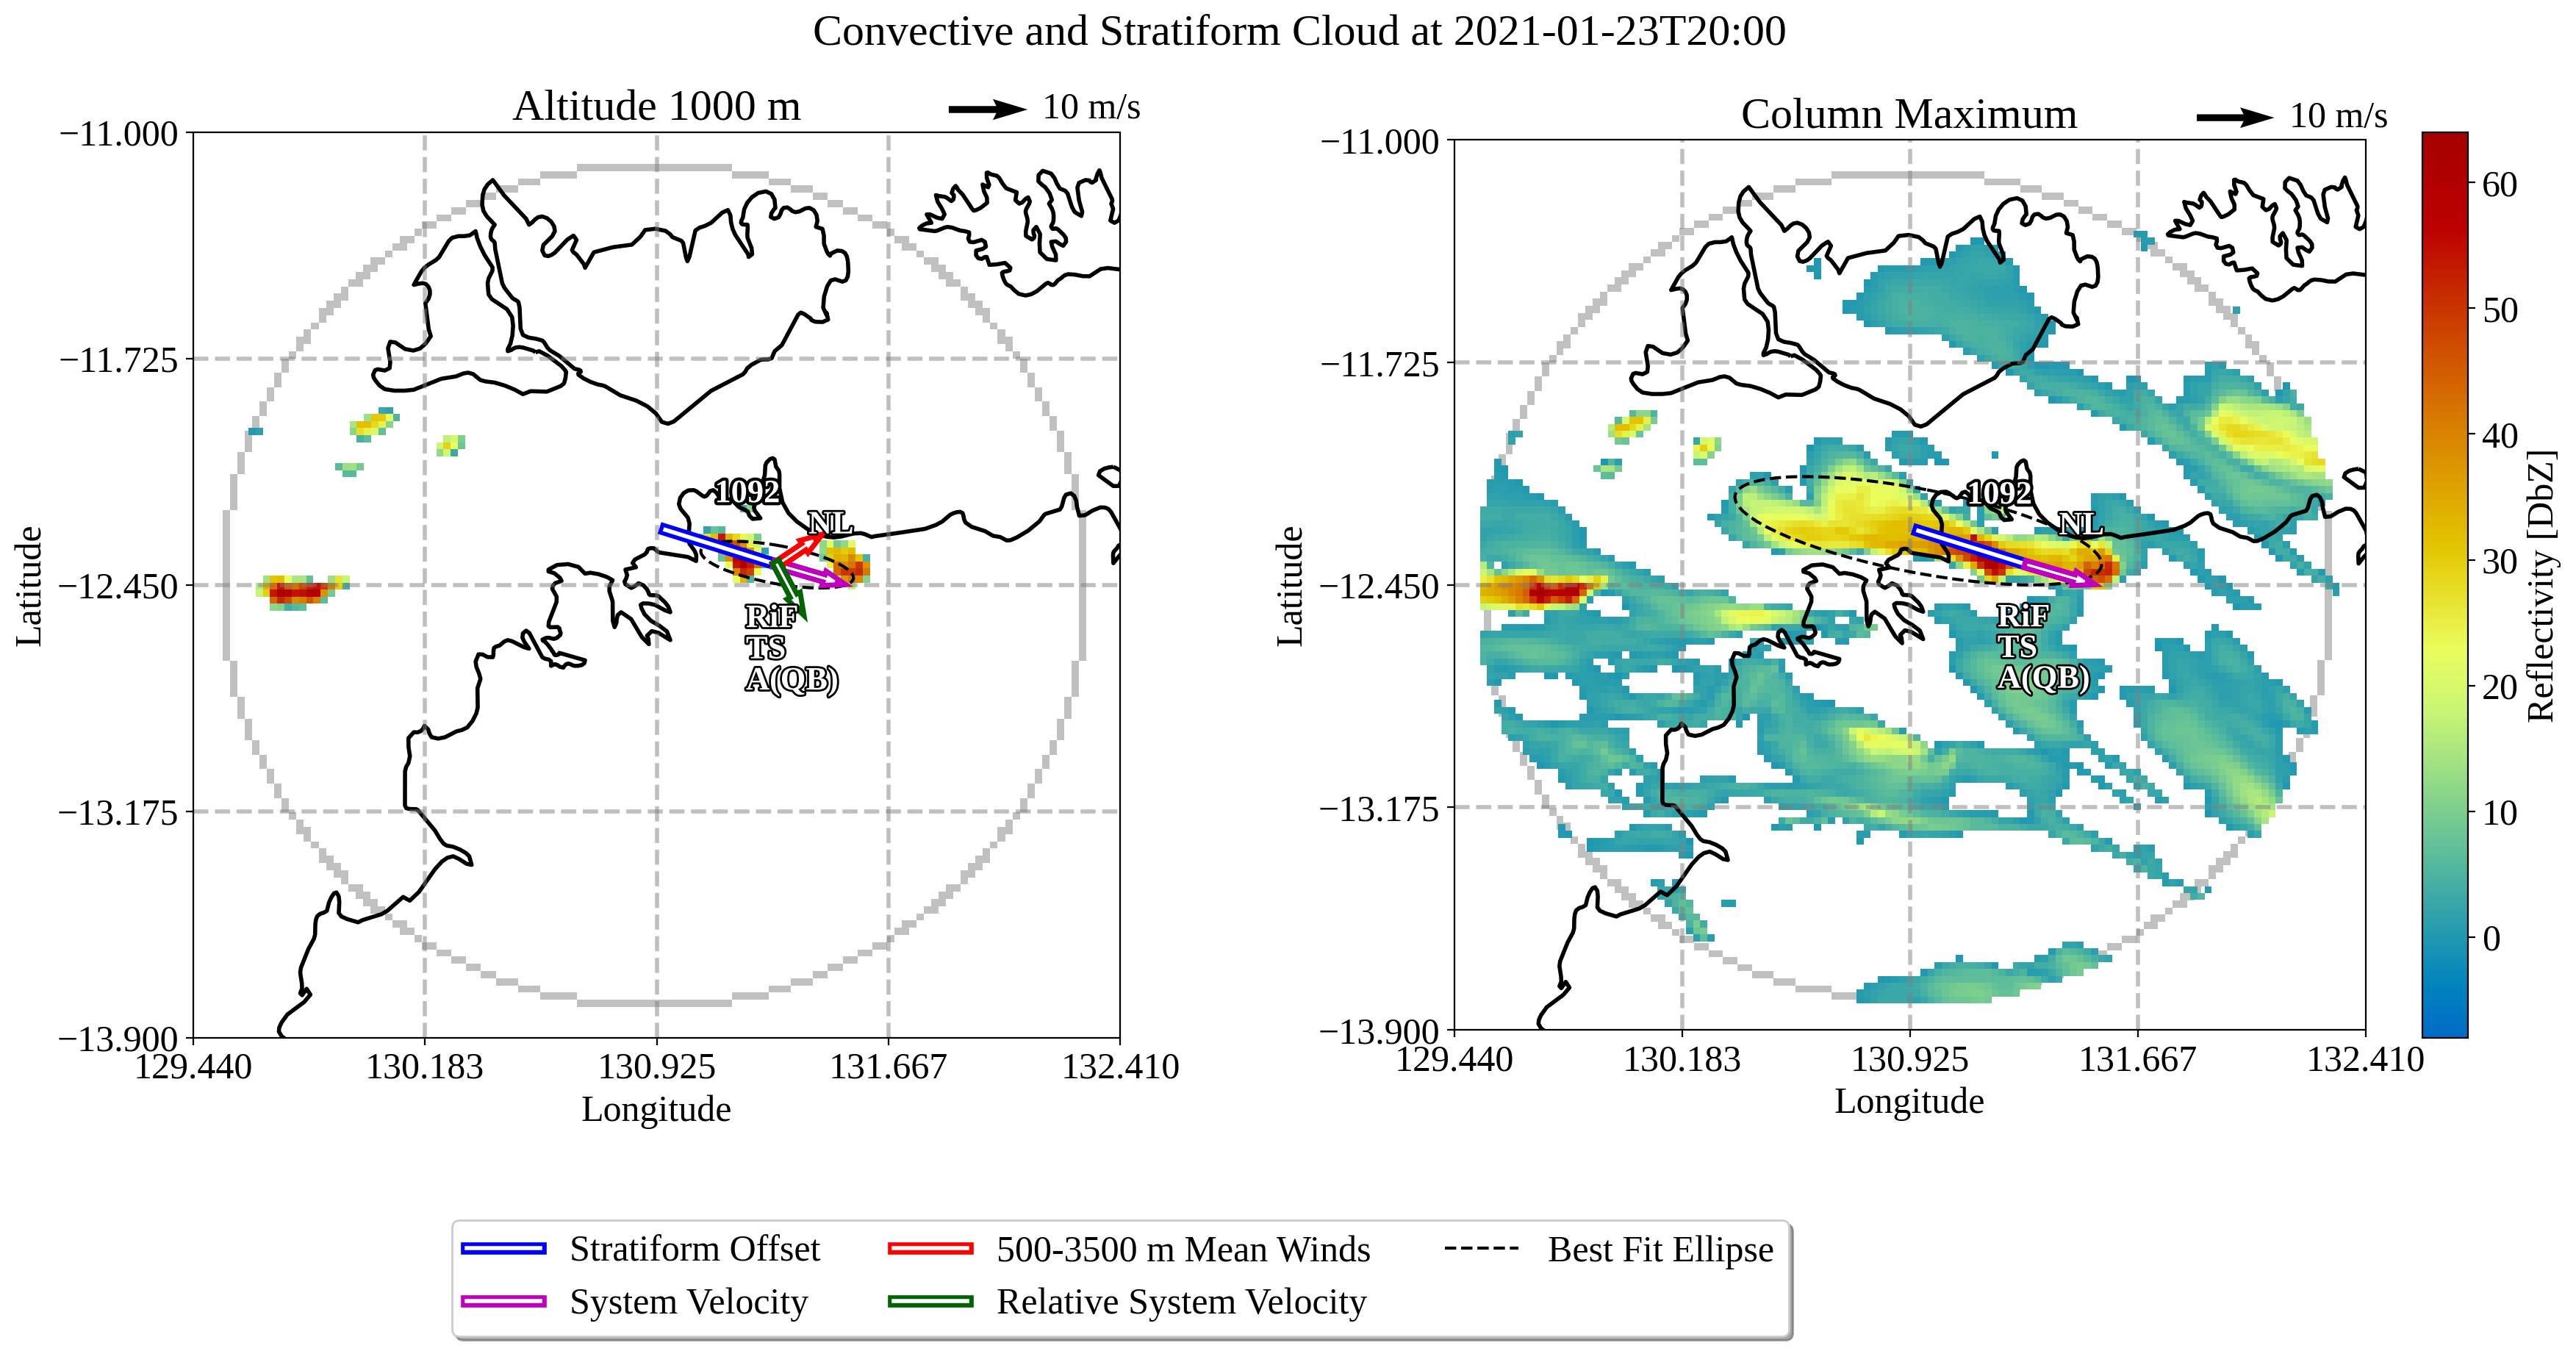 Convective and Stratiform Cloud at 2021-01-23T20:00
Altitude 1000 m
10 m/s
−11.000
−11.725
−12.450
−13.175
−13.900
Latitude
129.440
130.183
130.925
131.667
132.410
Longitude
1092
NL
RiF
TS
A(QB)
Column Maximum
10 m/s
−11.000
−11.725
−12.450
−13.175
−13.900
Latitude
129.440
130.183
130.925
131.667
132.410
Longitude
1092
NL
RiF
TS
A(QB)
60
50
40
30
20
10
0
Reflectivity [DbZ]
Stratiform Offset
500-3500 m Mean Winds
Best Fit Ellipse
System Velocity
Relative System Velocity